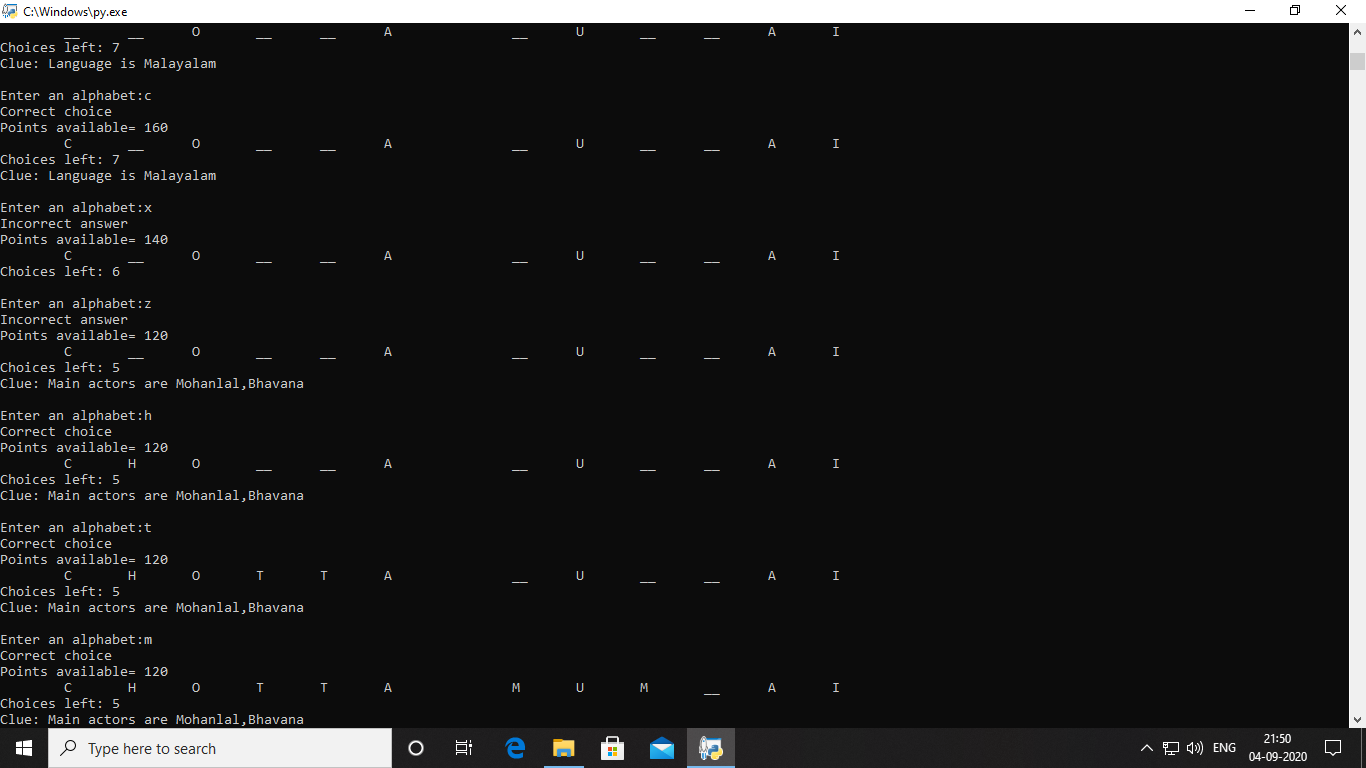 C:\Windows\py.exe
__ __ O __ __ A __ U __ __ A I
Choices left: 7
Clue: Language is Malayalam
Enter an alphabet:c
Correct choice
Points available= 160
C __ O __ __ A __ U __ __ A I
Choices left: 7
Clue: Language is Malayalam
Enter an alphabet:x
Incorrect answer
Points available= 140
C __ O __ __ A __ U __ __ A I
Choices left: 6
Enter an alphabet:z
Incorrect answer
Points available= 120
C __ O __ __ A __ U __ __ A I
Choices left: 5
Clue: Main actors are Mohanlal,Bhavana
Enter an alphabet:h
Correct choice
Points available= 120
C H O __ __ A __ U __ __ A I
Choices left: 5
Clue: Main actors are Mohanlal,Bhavana
Enter an alphabet:t
Correct choice
Points available= 120
C H O T T A __ U __ __ A I
Choices left: 5
Clue: Main actors are Mohanlal,Bhavana
Enter an alphabet:m
Correct choice
Points available= 120
C H O T T A M U M __ A I
Choices left: 5
Clue: Main actors are Mohanlal,Bhavana
Type here to search
ENG
21:50
04-09-2020